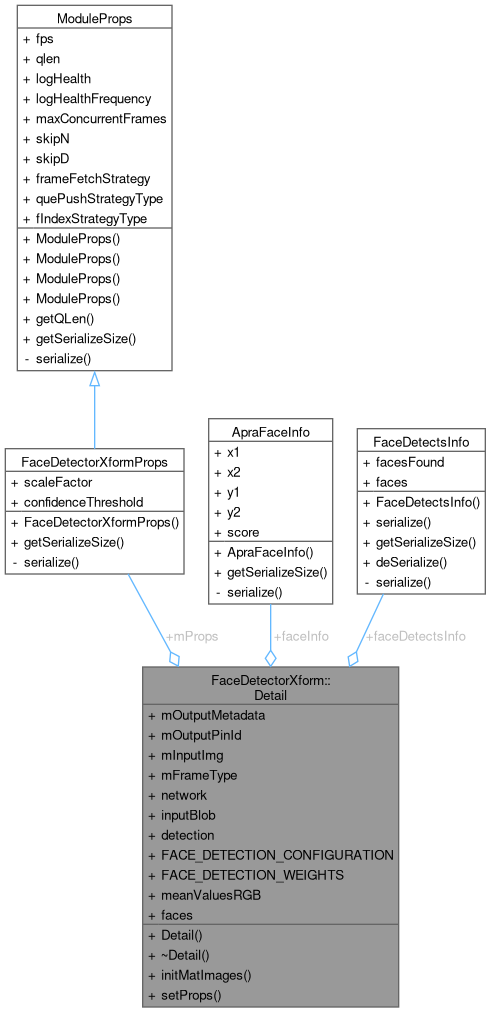 ModuleProps
+ fps
+ qlen
+ logHealth
+ logHealthFrequency
+ maxConcurrentFrames
+ skipN
+ skipD
+ frameFetchStrategy
+ quePushStrategyType
+ fIndexStrategyType
+ ModuleProps()
+ ModuleProps()
+ ModuleProps()
+ ModuleProps()
+ getQLen()
+ getSerializeSize()
- serialize()
FaceDetectorXformProps
+ scaleFactor
+ confidenceThreshold
+ FaceDetectorXformProps()
+ getSerializeSize()
- serialize()
ApraFaceInfo
+ x1
+ x2
+ y1
+ y2
+ score
+ ApraFaceInfo()
+ getSerializeSize()
- serialize()
FaceDetectsInfo
+ facesFound
+ faces
+ FaceDetectsInfo()
+ serialize()
+ getSerializeSize()
+ deSerialize()
- serialize()
+mProps
+faceInfo
+faceDetectsInfo
FaceDetectorXform::
Detail
+ mOutputMetadata
+ mOutputPinId
+ mInputImg
+ mFrameType
+ network
+ inputBlob
+ detection
+ FACE_DETECTION_CONFIGURATION
+ FACE_DETECTION_WEIGHTS
+ meanValuesRGB
+ faces
+ Detail()
+ ~Detail()
+ initMatImages()
+ setProps()